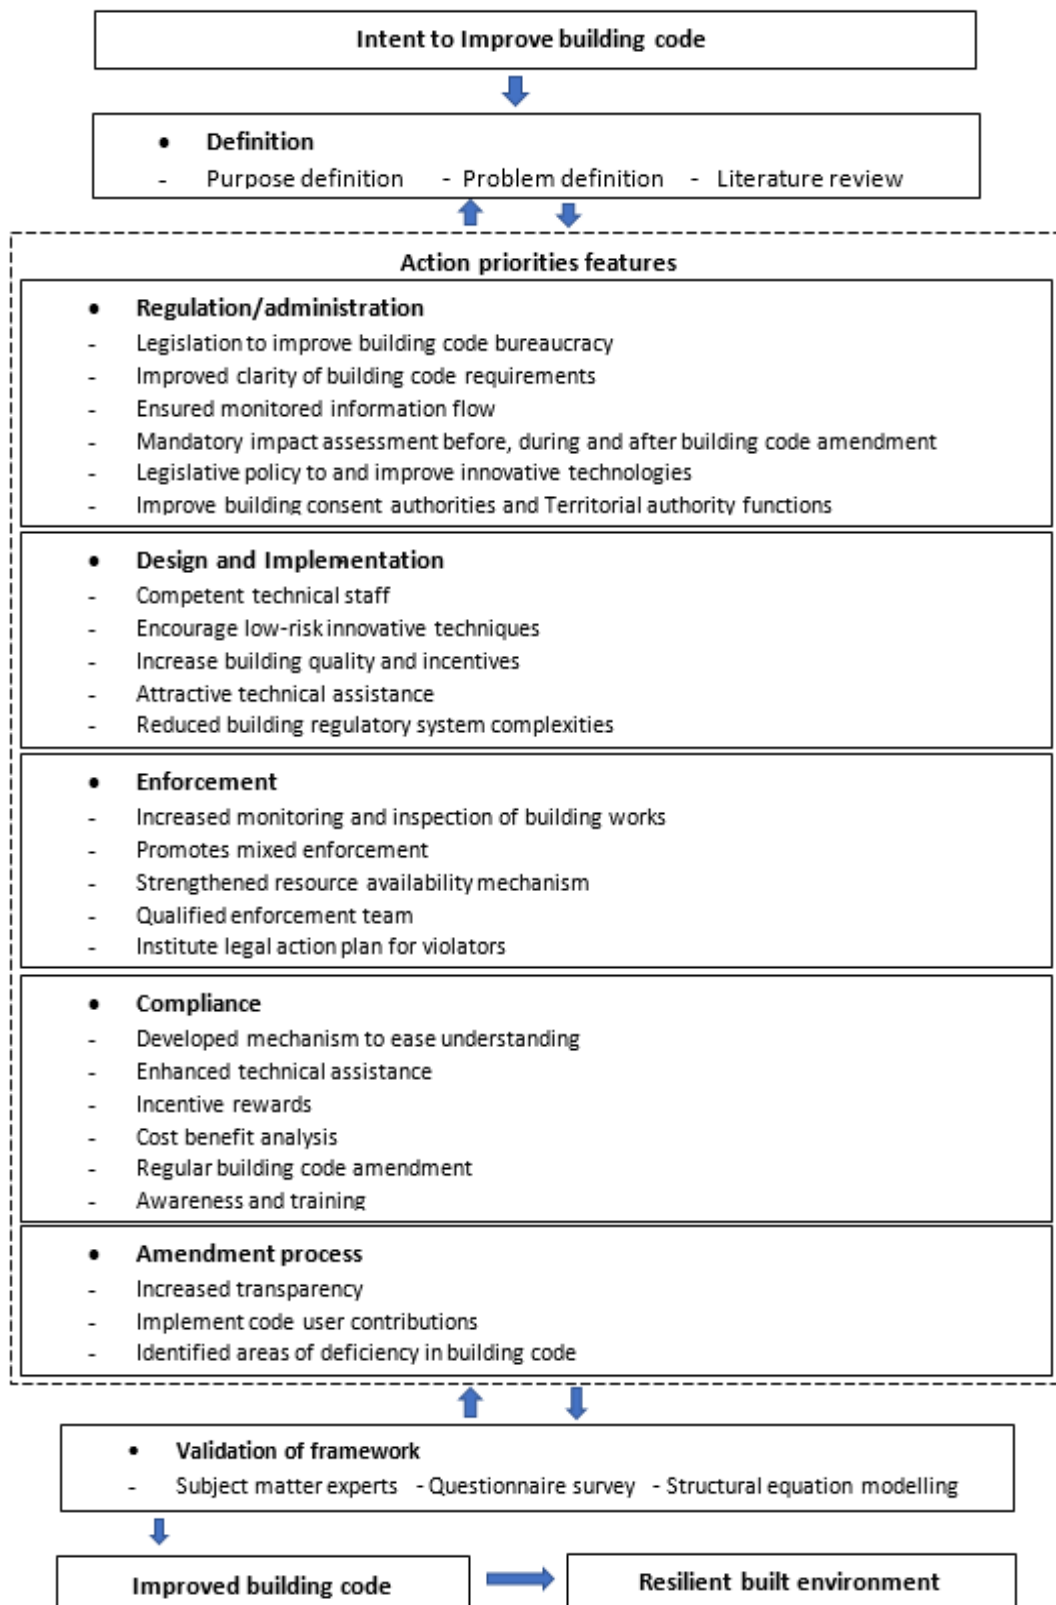 Intent to Improve building code
• Definition
- Purpose definition - Problem definition - Literature review
Action priorities features
• Regulation/administration
- Legislation to improve building code bureaucracy
- Improved clarity of building code requirements
- Ensured monitored information flow
- Mandatory impact assessment before, during and after building code amendment
- Legislative policy to and improve innovative technologies
- Improve building consent authorities and Territorial authority functions
• Design and Implementation
- Competent technical staff
- Encourage low-risk innovative techniques
- Increase building quality and incentives
- Attractive technical assistance
- Reduced building regulatory system complexities
• Enforcement
- Increased monitoring and inspection of building works
- Promotes mixed enforcement
- Strengthened resource availability mechanism
- Qualified enforcement team
- Institute legal action plan for violators
• Compliance
- Developed mechanism to ease understanding
- Enhanced technical assistance
- Incentive rewards
- Cost benefit analysis
- Regular building code amendment
- Awareness and training
• Amendment process
- Increased transparency
- Implement code user contributions
- Identified areas of deficiency in building code
• Validation of framework
- Subject matter experts - Questionnaire survey - Structural equation modelling
Improved building code
Resilient built environment